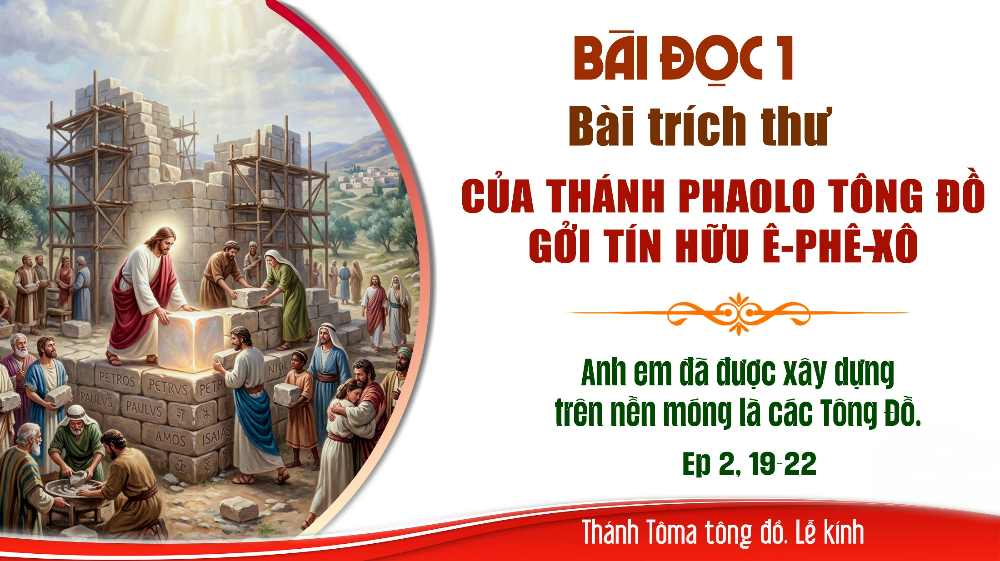 BÀI ĐỌC 1
Bài trích thư
CỦA THÁNH PHAOLO TÔNG ĐỒ
GỞI TÍN HỮU Ê-PHÊ-XÔ
Anh em đã được xây dựng
trên nền móng là các Tông Đồ.
Ep 2, 19-22
Thánh Tôma tông đồ. Lễ kính
PETROS PETRVS PETR
PAULVS PAULVS
AMOS ISAIAS